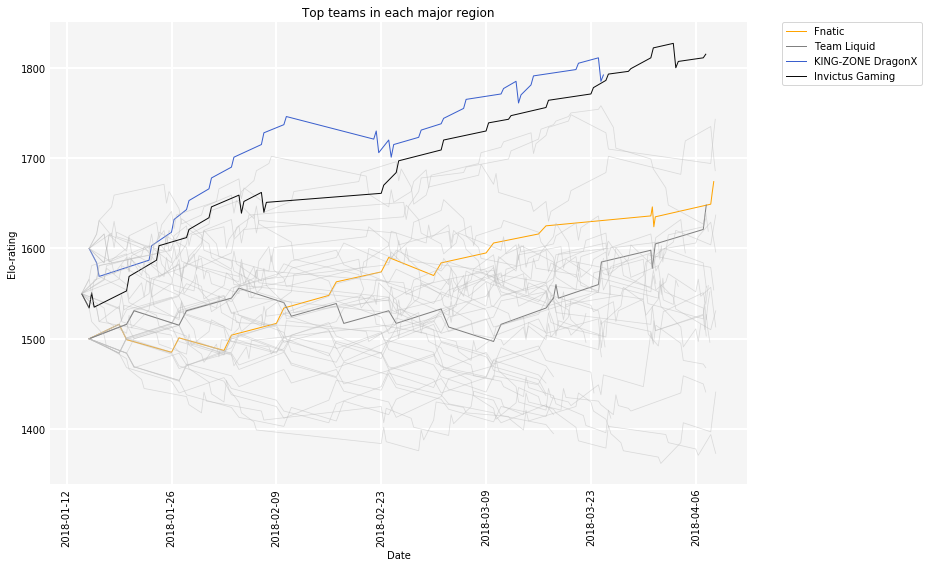 Top teams in each major region
Fnatic
Team Liquid
KING-ZONE DragonX
Invictus Gaming
Elo-rating
1800
1700
1600
1500
1400
2018-01-12
2018-01-26
2018-02-09
2018-02-23
2018-03-09
2018-03-23
2018-04-06
Date